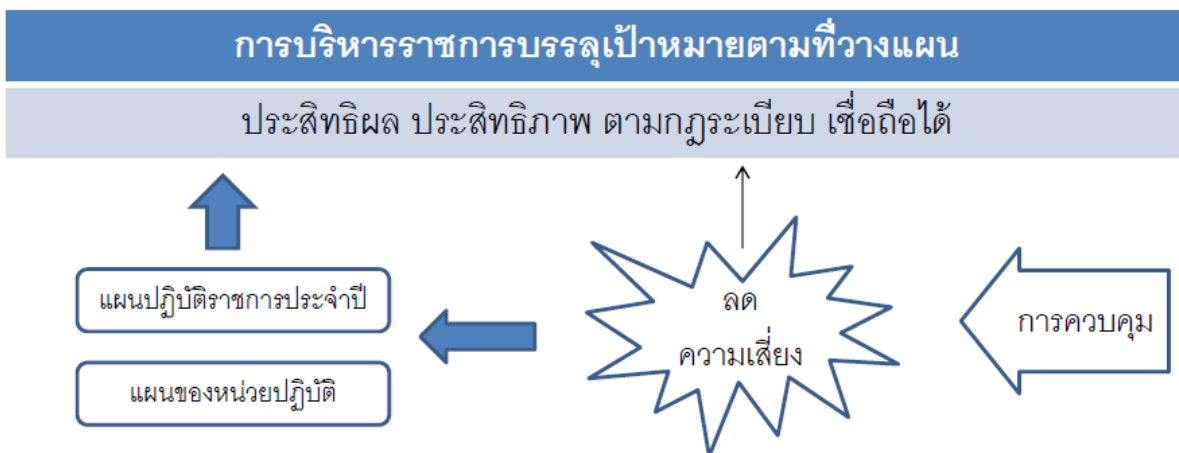 การบริหารราชการบรรลุเป้าหมายตามที่วางแผน
ประสิทธิผล ประสิทธิภาพ ตามกฎระเบียบ เชื่อถือได้
แผนปฏิบัติราชการประจำปี
แผนของหน่วยปฏิบัติ
ลด
ความเสี่ยง
การควบคุม